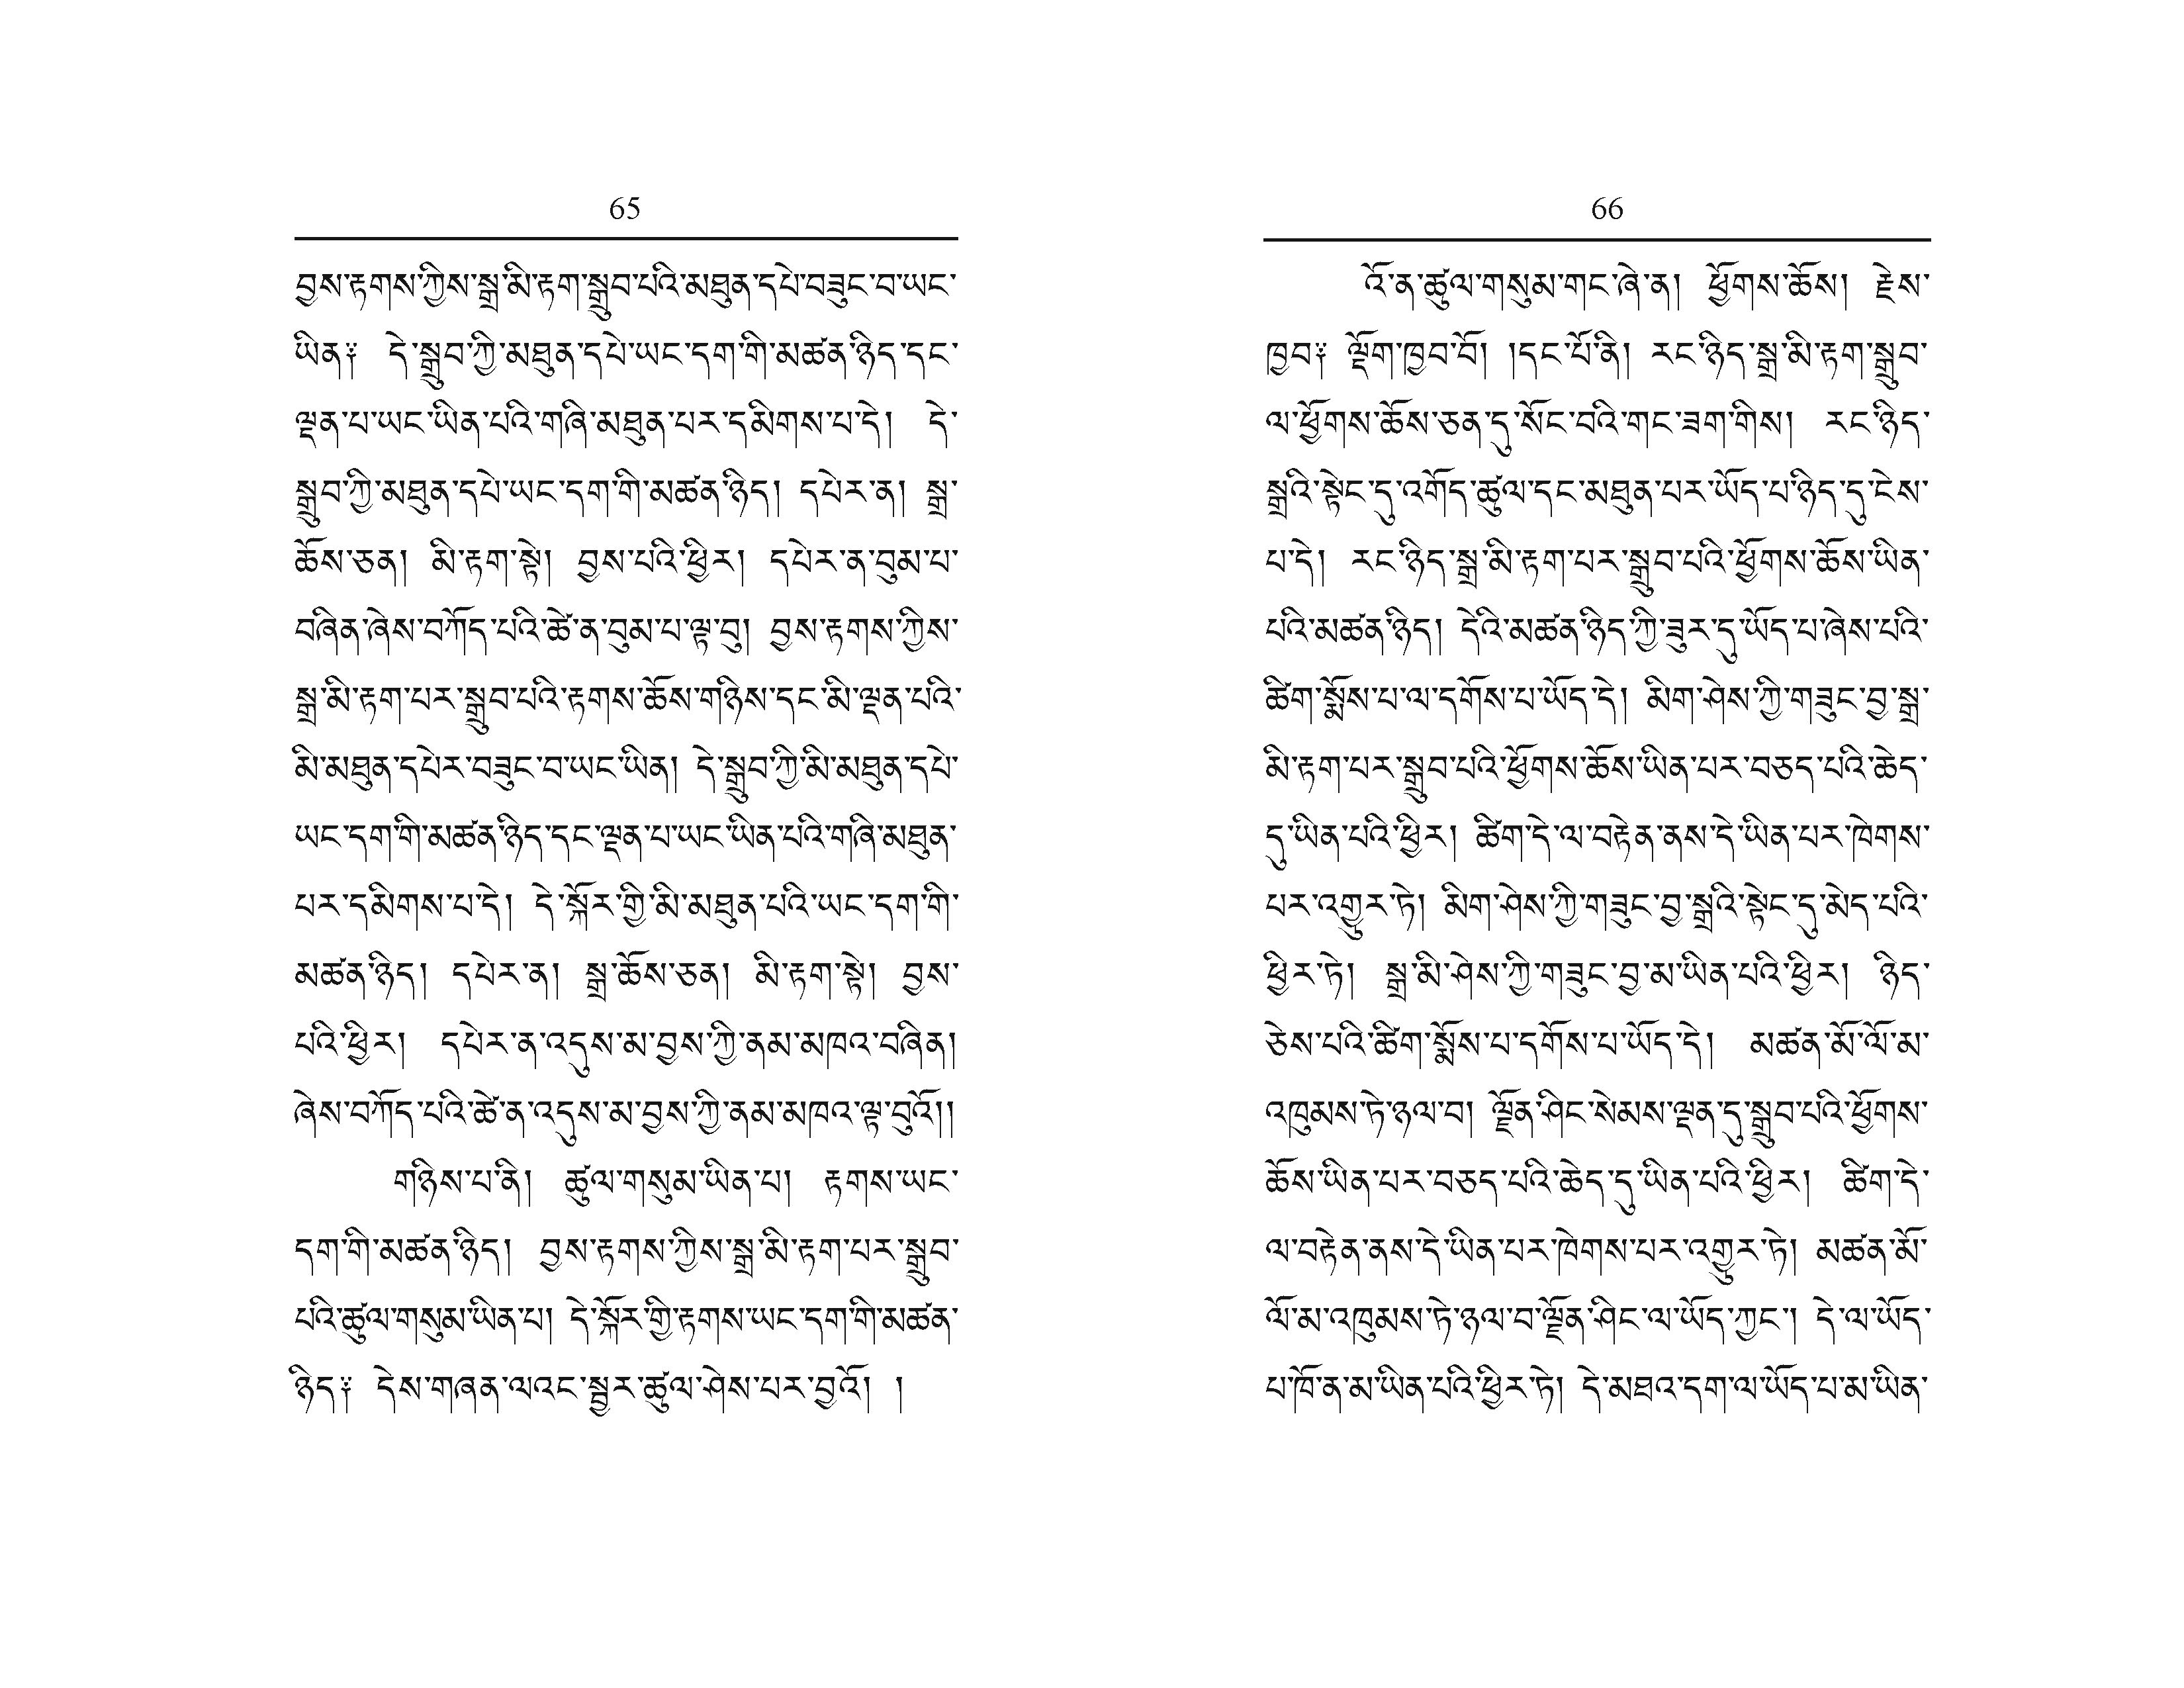 65
བྱས་རྟགས་ཀྱིས་སྒྲ་མི་རྟག་སྒྲུབ་པའི་མཐུན་དཔེ་བཟུང་བ་ཡང་
ཡིན༑ དེ་སྒྲུབ་ཀྱི་མཐུན་དཔེ་ཡང་དག་གི་མཚན་ཉིད་དང་
ལྡན་པ་ཡང་ཡིན་པའི་གཞི་མཐུན་པར་དམིགས་པ་དེ། དེ་
སྒྲུབ་ཀྱི་མཐུན་དཔེ་ཡང་དག་གི་མཚན་ཉིད། དཔེར་ན། སྒྲ་
ཆོས་ཅན། མི་རྟག་སྟེ། བྱས་པའི་ཕྱིར། དཔེར་ན་བུམ་པ་
བཞིན་ཞེས་བཀོད་པའི་ཚེ་ན་བུམ་པ་ལྟ་བུ། བྱས་རྟགས་ཀྱིས་
སྒྲ་མི་རྟག་པར་སྒྲུབ་པའི་རྟགས་ཆོས་གཉིས་དང་མི་ལྡན་པའི་
མི་མཐུན་དཔེར་བཟུང་བ་ཡང་ཡིན། དེ་སྒྲུབ་ཀྱི་མི་མཐུན་དཔེ་
ཡང་དག་གི་མཚན་ཉིད་དང་ལྡན་པ་ཡང་ཡིན་པའི་གཞི་མཐུན་
པར་དམིགས་པ་དེ། དེ་སྐོར་གྱི་མི་མཐུན་པའི་ཡང་དག་གི་
མཚན་ཉིད། དཔེར་ན། སྒྲ་ཆོས་ཅན། མི་རྟག་སྟེ། བྱས་
པའི་ཕྱིར། དཔེར་ན་འདུས་མ་བྱས་ཀྱི་ནམ་མཁའ་བཞིན།
ཞེས་བཀོད་པའི་ཚེ་ན་འདུས་མ་བྱས་ཀྱི་ནམ་མཁའ་ལྟ་བུའོ།།
གཉིས་པ་ནི། ཚུལ་གསུམ་ཡིན་པ། རྟགས་ཡང་
དག་གི་མཚན་ཉིད། བྱས་རྟགས་ཀྱིས་སྒྲ་མི་རྟག་པར་སྒྲུབ་
པའི་ཚུལ་གསུམ་ཡིན་པ། དེ་སྐོར་གྱི་རྟགས་ཡང་དག་གི་མཚན་
ཉིད༑ དེས་གཞན་ལའང་སྦྱར་ཚུལ་ཤེས་པར་བྱའོ། །
66
འོ་ན་ཚུལ་གསུམ་གང་ཞེ་ན། ཕྱོགས་ཆོས། རྗེས་
ཁྱབ༑ ལྡོག་ཁྱབ་བོ། །དང་པོ་ནི། རང་ཉིད་སྒྲ་མི་རྟག་སྒྲུབ་
ལ་ཕྱོགས་ཆོས་ཅན་དུ་སོང་བའི་གང་ཟག་གིས། རང་ཉིད་
སྒྲའི་སྟེང་དུ་འགོད་ཚུལ་དང་མཐུན་པར་ཡོད་པ་ཉིད་དུ་ངེས་
པ་དེ། རང་ཉིད་སྒྲ་མི་རྟག་པར་སྒྲུབ་པའི་ཕྱོགས་ཆོས་ཡིན་
པའི་མཚན་ཉིད། དེའི་མཚན་ཉིད་ཀྱི་ཟུར་དུ་ཡོད་པ་ཞེས་པའི་
ཚིག་སྨོས་པ་ལ་དགོས་པ་ཡོད་དེ། མིག་ཤེས་ཀྱི་གཟུང་བྱ་སྒྲ་
མི་རྟག་པར་སྒྲུབ་པའི་ཕྱོགས་ཆོས་ཡིན་པར་བཅད་པའི་ཆེད་
དུ་ཡིན་པའི་ཕྱིར། ཚིག་དེ་ལ་བརྟེན་ནས་དེ་ཡིན་པར་ཁེགས་
པར་འགྱུར་ཏེ། མིག་ཤེས་ཀྱི་གཟུང་བྱ་སྒྲའི་སྟེང་དུ་མེད་པའི་
ཕྱིར་ཏེ། སྒྲ་མི་ཤེས་ཀྱི་གཟུང་བྱ་མ་ཡིན་པའི་ཕྱིར། ཉིད་
ཅེས་པའི་ཚིག་སྨོས་པ་དགོས་པ་ཡོད་དེ། མཚན་མོ་ལོ་མ་
འཁུམས་ཏེ་ཉལ་བ། ལྗོན་ཤིང་སེམས་ལྡན་དུ་སྒྲུབ་པའི་ཕྱོགས་
ཆོས་ཡིན་པར་བཅད་པའི་ཆེད་དུ་ཡིན་པའི་ཕྱིར། ཚིག་དེ་
ལ་བརྟེན་ནས་དེ་ཡིན་པར་ཁེགས་པར་འགྱུར་ཏེ། མཚན་མོ་
ལོ་མ་འཁུམས་ཏེ་ཉལ་བ་ལྗོན་ཤིང་ལ་ཡོད་ཀྱང་། དེ་ལ་ཡོད་
པ་ཁོ་ན་མ་ཡིན་པའི་ཕྱིར་ཏེ། དེ་མཐའ་དག་ལ་ཡོད་པ་མ་ཡིན་